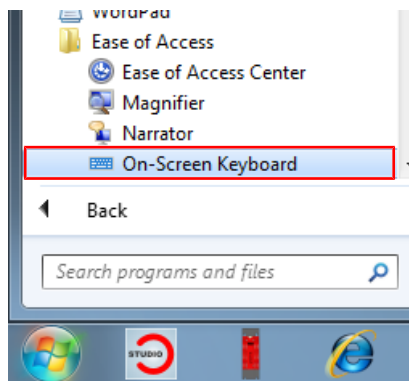 WordPad
Ease of Access
Ease of Access Center
Magnifier
Narrator
On-Screen Keyboard
Back
Search programs and files
STUDIO